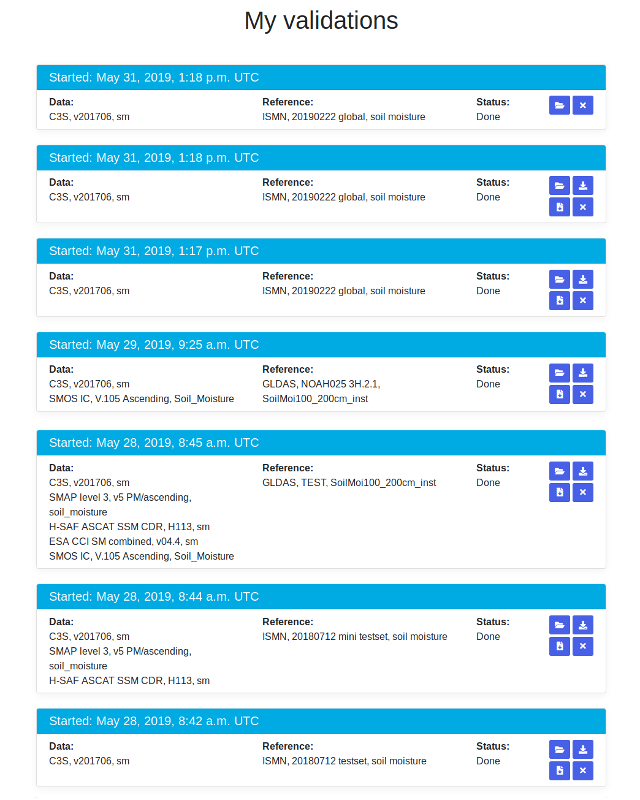 My validations
Started: May 31, 2019, 1:18 p.m. UTC
Data: Reference: Status:
C3S, v201706, sm ISMN, 20190222 global, soil moisture Done
Started: May 31, 2019, 1:18 p.m. UTC
Data: Reference: Status:
C3S, v201706, sm ISMN, 20190222 global, soil moisture Done
Started: May 31, 2019, 1:17 p.m. UTC
Data: Reference: Status:
C3S, v201706, sm ISMN, 20190222 global, soil moisture Done
Started: May 29, 2019, 9:25 a.m. UTC
Data: Reference: Status:
C3S, v201706, sm GLDAS, NOAH025 3H.2.1, Done
SMOS IC, V.105 Ascending, Soil_Moisture SoilMoi100_200cm_inst
Started: May 28, 2019, 8:45 a.m. UTC
Data: Reference: Status:
C3S, v201706, sm GLDAS, TEST, SoilMoi100_200cm_inst Done
SMAP level 3, v5 PM/ascending,
soil_moisture
H-SAF ASCAT SSM CDR, H113, sm
ESA CCI SM combined, v04.4, sm
SMOS IC, V.105 Ascending, Soil_Moisture
Started: May 28, 2019, 8:44 a.m. UTC
Data: Reference: Status:
C3S, v201706, sm ISMN, 20180712 mini testset, soil moisture Done
SMAP level 3, v5 PM/ascending,
soil_moisture
H-SAF ASCAT SSM CDR, H113, sm
Started: May 28, 2019, 8:42 a.m. UTC
Data: Reference: Status:
C3S, v201706, sm ISMN, 20180712 testset, soil moisture Done